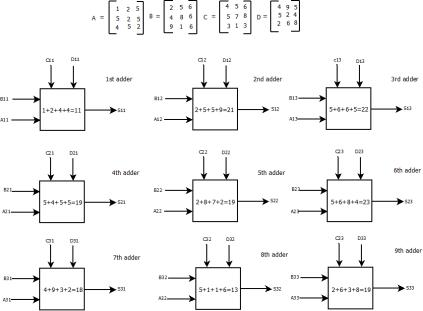 1 2 5 2 5 6 4 5 6 4 9 5
A = 5 2 5 B = 4 8 6 C = 5 7 8 D = 5 2 4
4 5 2 9 1 6 3 1 3 2 6 8
C11 D11 C12 D12 c13 D13
1st adder 2nd adder 3rd adder
B11 B12 B13
1+2+4+4=11 S11 2+5+5+9=21 S12 5+6+6+5=22 S13
A11 A12 A13
C21 D21 C22 D22 C23 D23
4th adder 5th adder 6th adder
B21 B22 B23
5+4+5+5=19 S21 2+8+7+2=19 S22 5+6+8+4=23 S23
A21 A22 A23
C31 D31 C32 D32 C33 D33
7th adder 8th adder 9th adder
B31 B32 B33
4+9+3+2=18 S31 5+1+1+6=13 S32 2+6+3+8=19 S33
A31 A22 A33